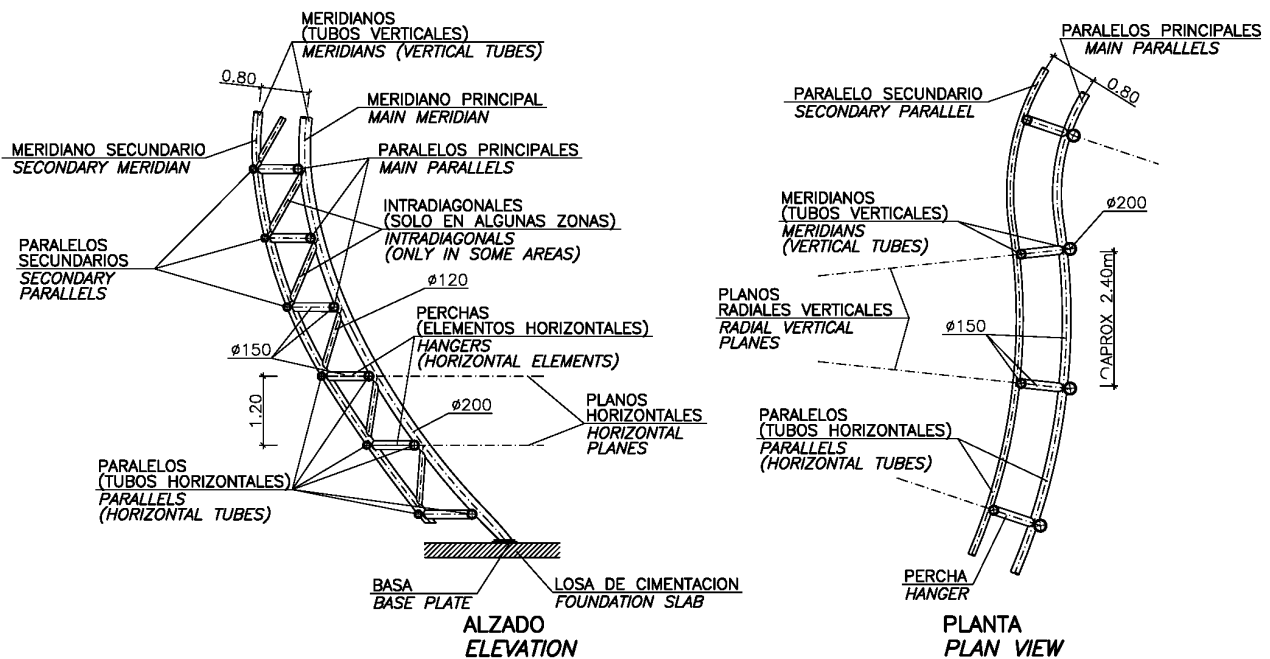 MERIDIANOS
(TUBOS VERTICALES)
MERIDIANS (VERTICAL TUBES)
0.80
MERIDIANO PRINCIPAL
MAIN MERIDIAN
MERIDIANO SECUNDARIO
SECONDARY MERIDIAN
PARALELOS PRINCIPALES
MAIN PARALLELS
INTRADIAGONALES
(SOLO EN ALGUNAS ZONAS)
INTRADIAGONALS
(ONLY IN SOME AREAS)
PARALELOS
SECUNDARIOS
SECONDARY
PARALLELS
ø120
PERCHAS
(ELEMENTOS HORIZONTALES)
HANGERS
(HORIZONTAL ELEMENTS)
ø150
1.20
ø200
PLANOS
HORIZONTALES
HORIZONTAL
PLANES
PARALELOS
(TUBOS HORIZONTALES)
PARALLELS
(HORIZONTAL TUBES)
BASA
BASE PLATE
LOSA DE CIMENTACION
FOUNDATION SLAB
ALZADO
ELEVATION
PARALELOS PRINCIPALES
MAIN PARALLELS
0.80
PARALELO SECUNDARIO
SECONDARY PARALLEL
MERIDIANOS
(TUBOS VERTICALES)
MERIDIANS
(VERTICAL TUBES)
ø200
PLANOS
RADIALES VERTICALES
RADIAL VERTICAL
PLANES
ø150
APROX 2.40m
PARALELOS
(TUBOS HORIZONTALES)
PARALLELS
(HORIZONTAL TUBES)
PERCHA
HANGER
PLANTA
PLAN VIEW